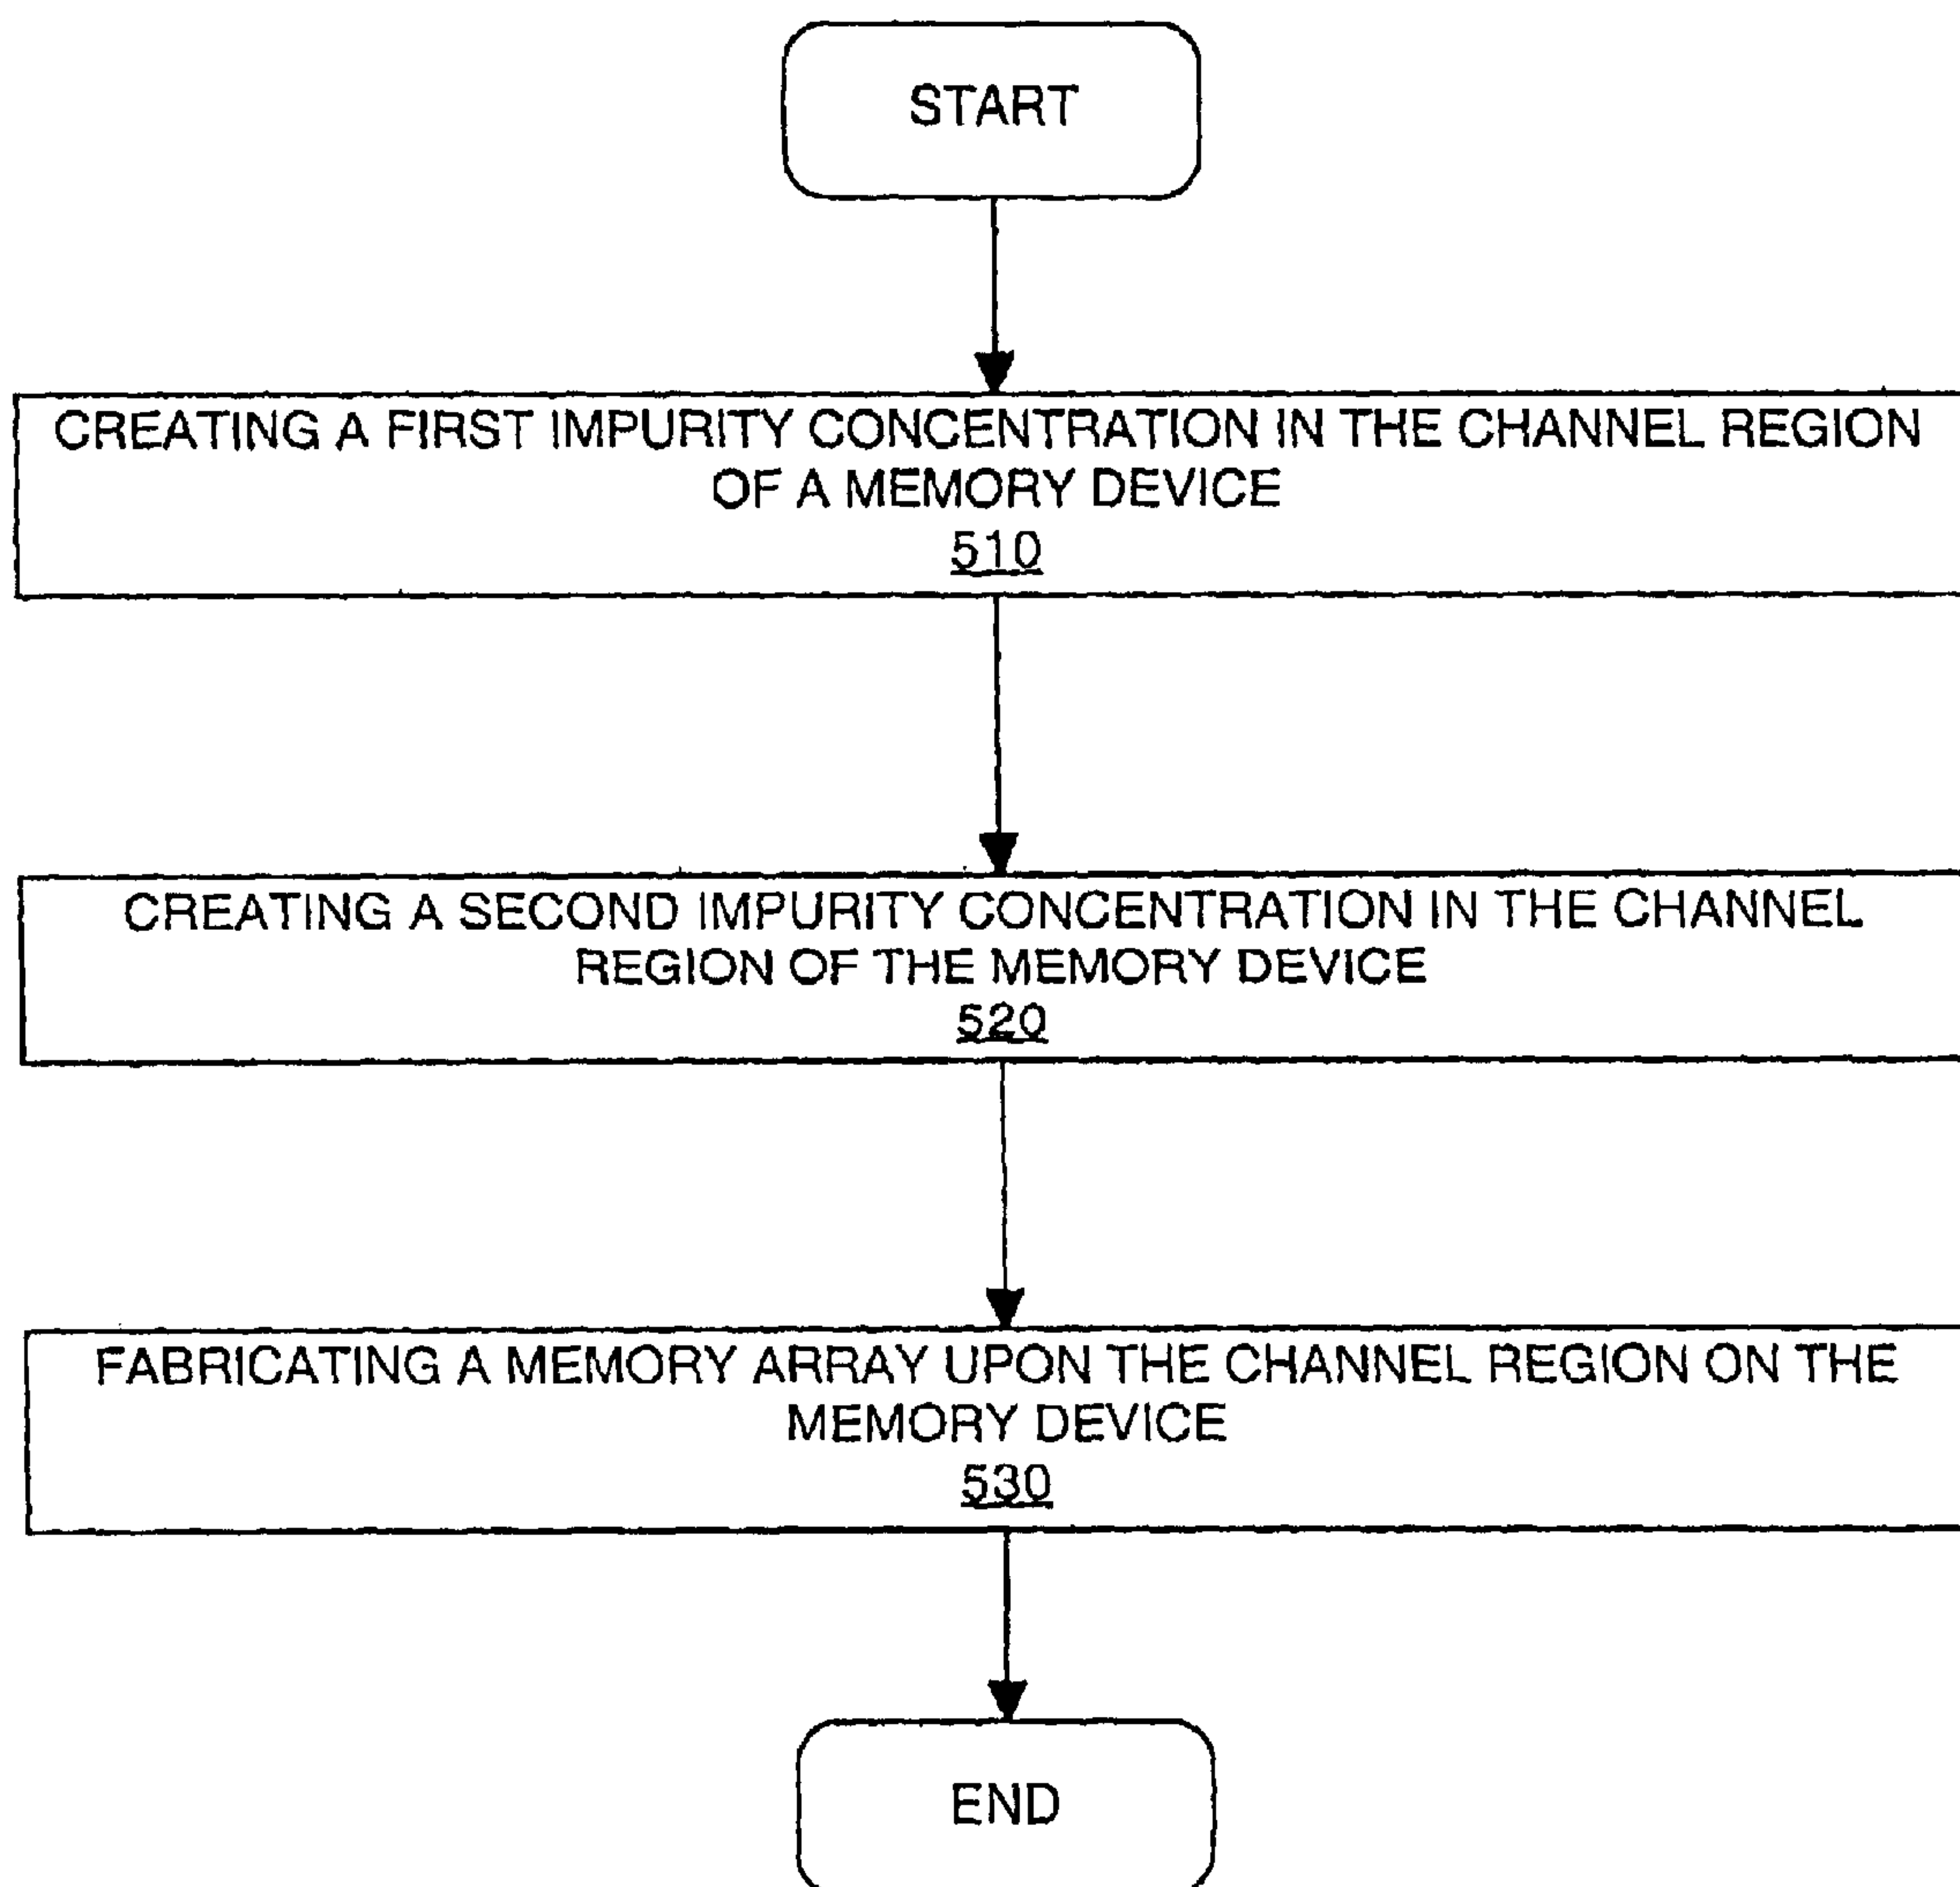 START
CREATING A FIRST IMPURITY CONCENTRATION IN THE CHANNEL REGION
OF A MEMORY DEVICE
510
CREATING A SECOND IMPURITY CONCENTRATION IN THE CHANNEL
REGION OF THE MEMORY DEVICE
520
FABRICATING A MEMORY ARRAY UPON THE CHANNEL REGION ON THE
MEMORY DEVICE
530
END